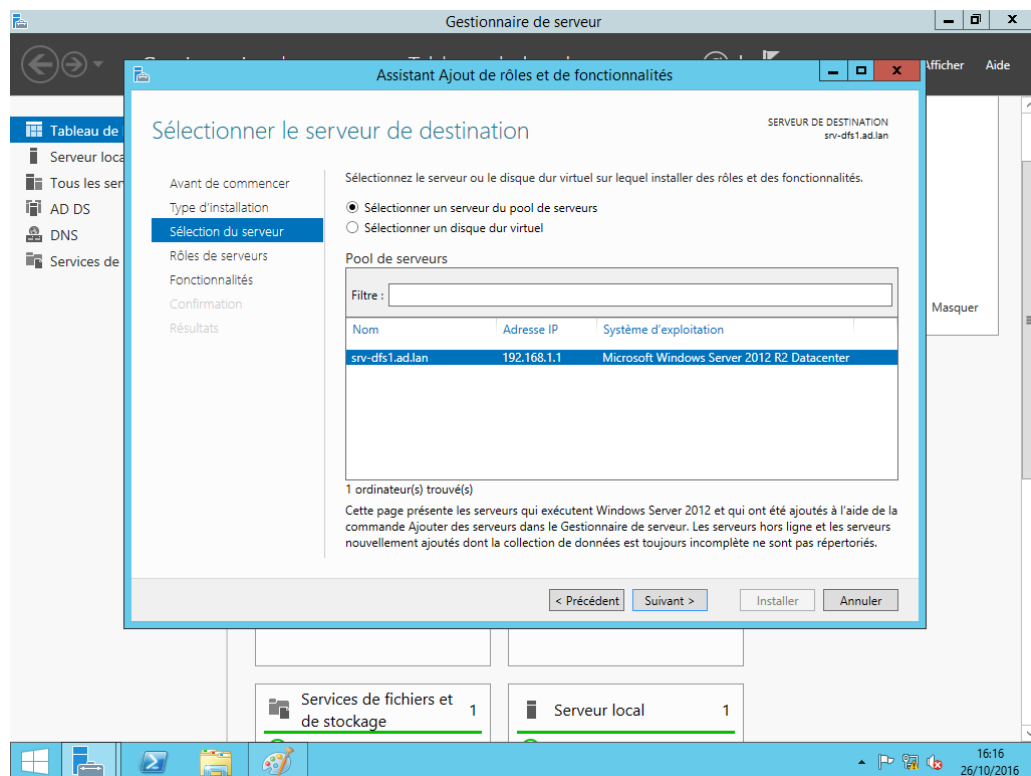 Gestionnaire de serveur
Afficher Aide
Assistant Ajout de rôles et de fonctionnalités
Sélectionner le serveur de destination
SERVEUR DE DESTINATION
srv-dfs1.ad.lan
Tableau de
Serveur loca
Tous les ser
AD DS
DNS
Services de
Avant de commencer
Type d'installation
Sélection du serveur
Rôles de serveurs
Fonctionnalités
Confirmation
Résultats
Sélectionnez le serveur ou le disque dur virtuel sur lequel installer des rôles et des fonctionnalités.
Sélectionner un serveur du pool de serveurs
Sélectionner un disque dur virtuel
Pool de serveurs
Filtre :
Nom Adresse IP Système d'exploitation
srv-dfs1.ad.lan 192.168.1.1 Microsoft Windows Server 2012 R2 Datacenter
1 ordinateur(s) trouvé(s)
Cette page présente les serveurs qui exécutent Windows Server 2012 et qui ont été ajoutés à l'aide de la
commande Ajouter des serveurs dans le Gestionnaire de serveur. Les serveurs hors ligne et les serveurs
nouvellement ajoutés dont la collection de données est toujours incomplète ne sont pas répertoriés.
< Précédent Suivant > Installer Annuler
Masquer
Services de fichiers et
de stockage
1
Serveur local 1
16:16
26/10/2016